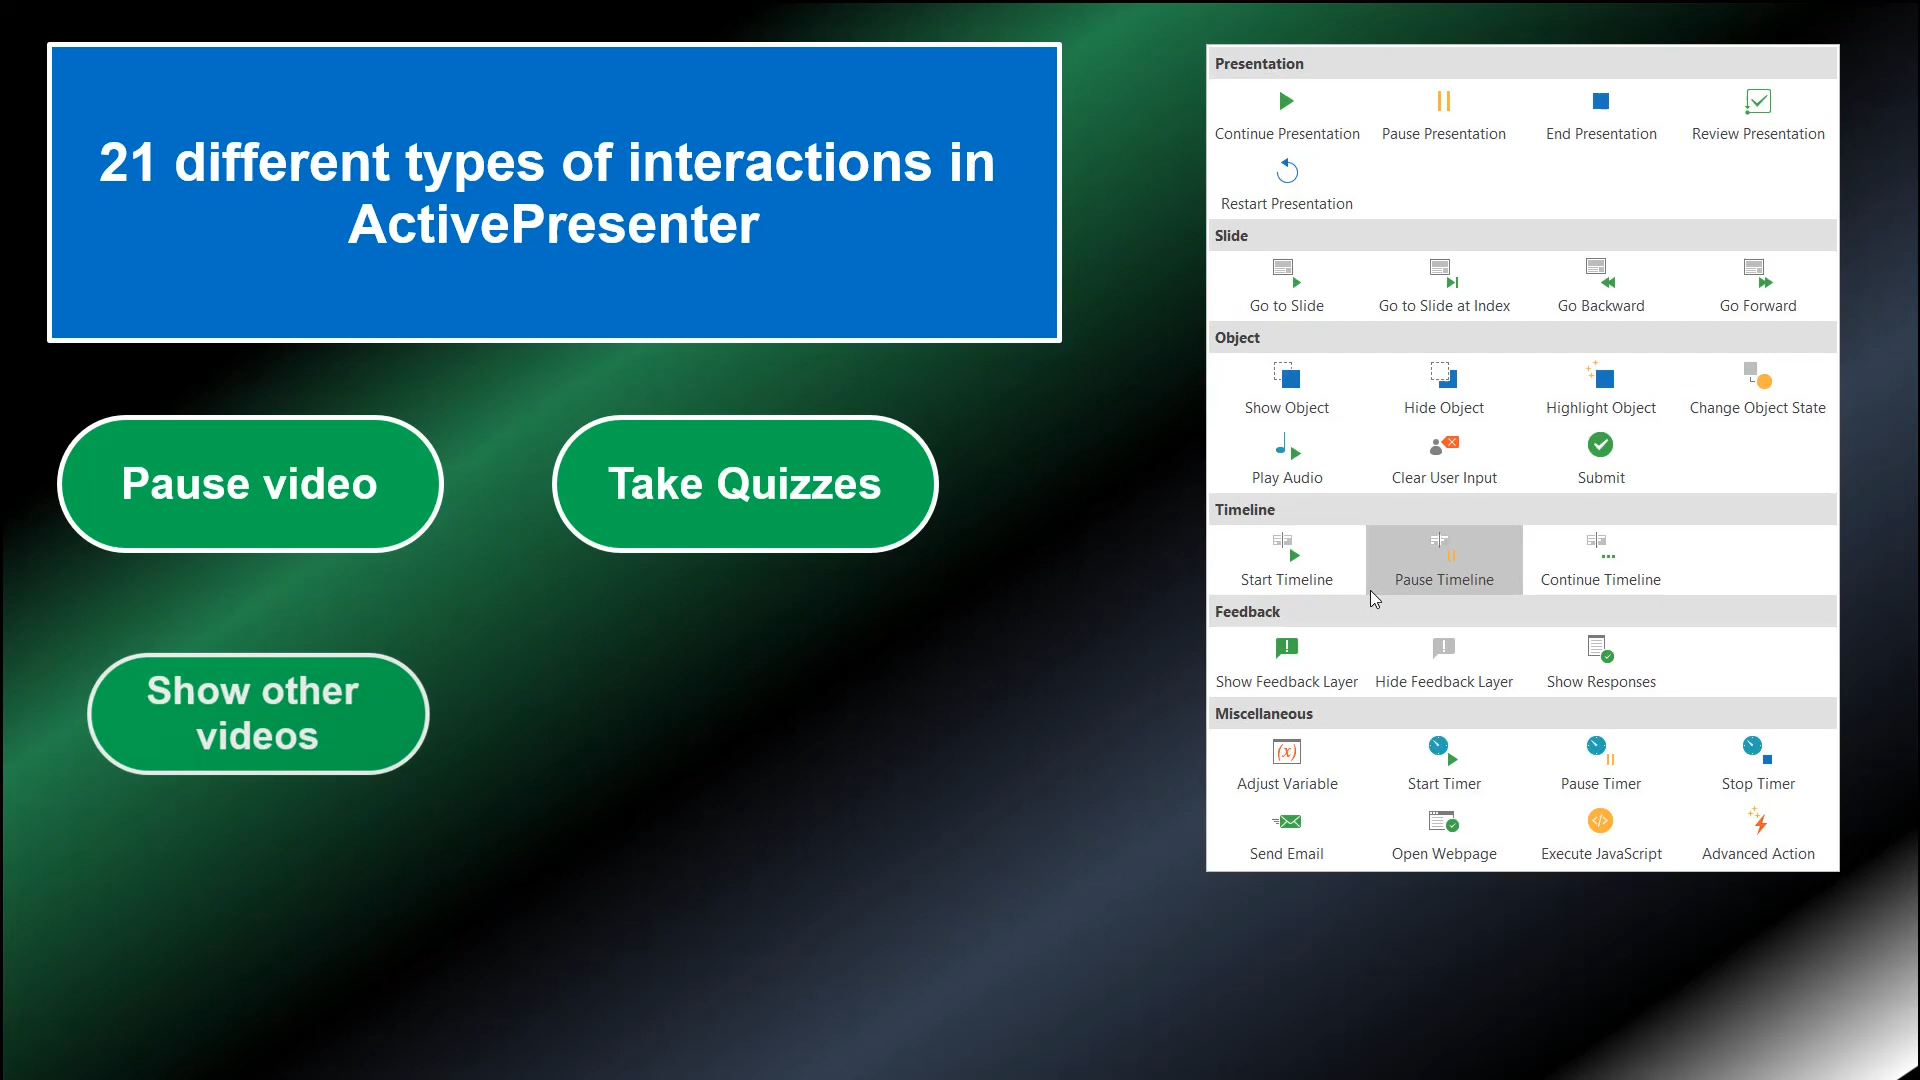 21 different types of interactions in
ActivePresenter
Pause video
Take Quizzes
Show other
videos
Presentation
Continue Presentation
Pause Presentation
End Presentation
Review Presentation
Restart Presentation
Slide
Go to Slide
Go to Slide at Index
Go Backward
Go Forward
Object
Show Object
Hide Object
Highlight Object
Change Object State
Play Audio
Clear User Input
Submit
Timeline
Start Timeline
Pause Timeline
Continue Timeline
Feedback
Show Feedback Layer
Hide Feedback Layer
Show Responses
Miscellaneous
(x)
Adjust Variable
Start Timer
Pause Timer
Stop Timer
Send Email
Open Webpage
Execute JavaScript
Advanced Action